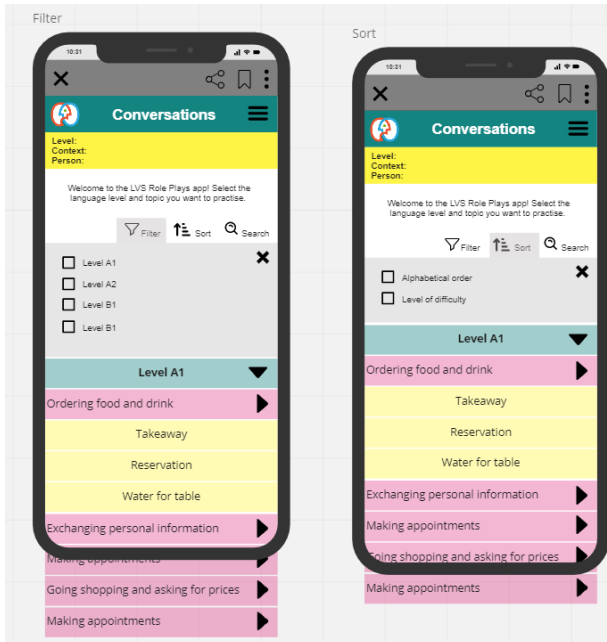 Filter
10:31
Conversations
Level:
Context:
Person:
Welcome to the LVS Role Plays app! Select the
language level and topic you want to practise.
Filter Sort Search
Level A1
Level A2
Level B1
Level B1
Level A1
Ordering food and drink
Takeaway
Reservation
Water for table
Exchanging personal information
Making appointments
Going shopping and asking for prices
Making appointments
Sort
10:31
Conversations
Level:
Context:
Person:
Welcome to the LVS Role Plays app! Select the
language level and topic you want to practise.
Filter Sort Search
Alphabetical order
Level of difficulty
Level A1
Ordering food and drink
Takeaway
Reservation
Water for table
Exchanging personal information
Making appointments
Going shopping and asking for prices
Making appointments